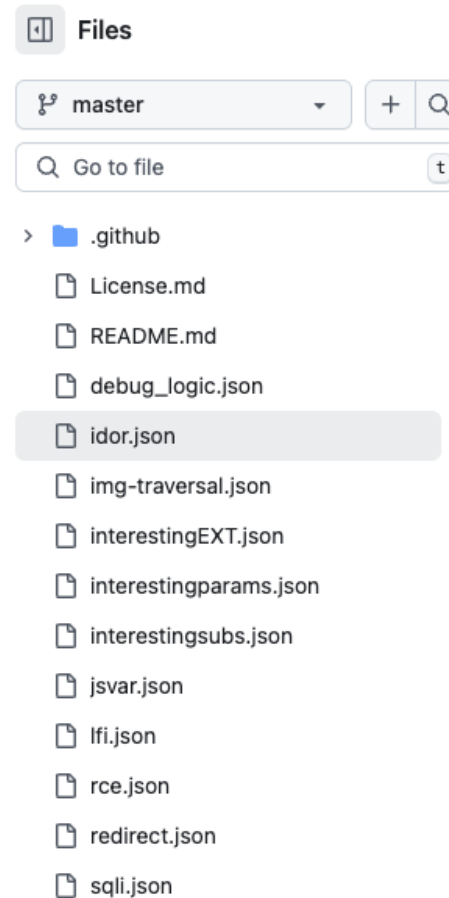 Files
master
Go to file t
.github
License.md
README.md
debug_logic.json
idor.json
img-traversal.json
interestingEXT.json
interestingparams.json
interestingsubs.json
jsvar.json
lfi.json
rce.json
redirect.json
sqli.json